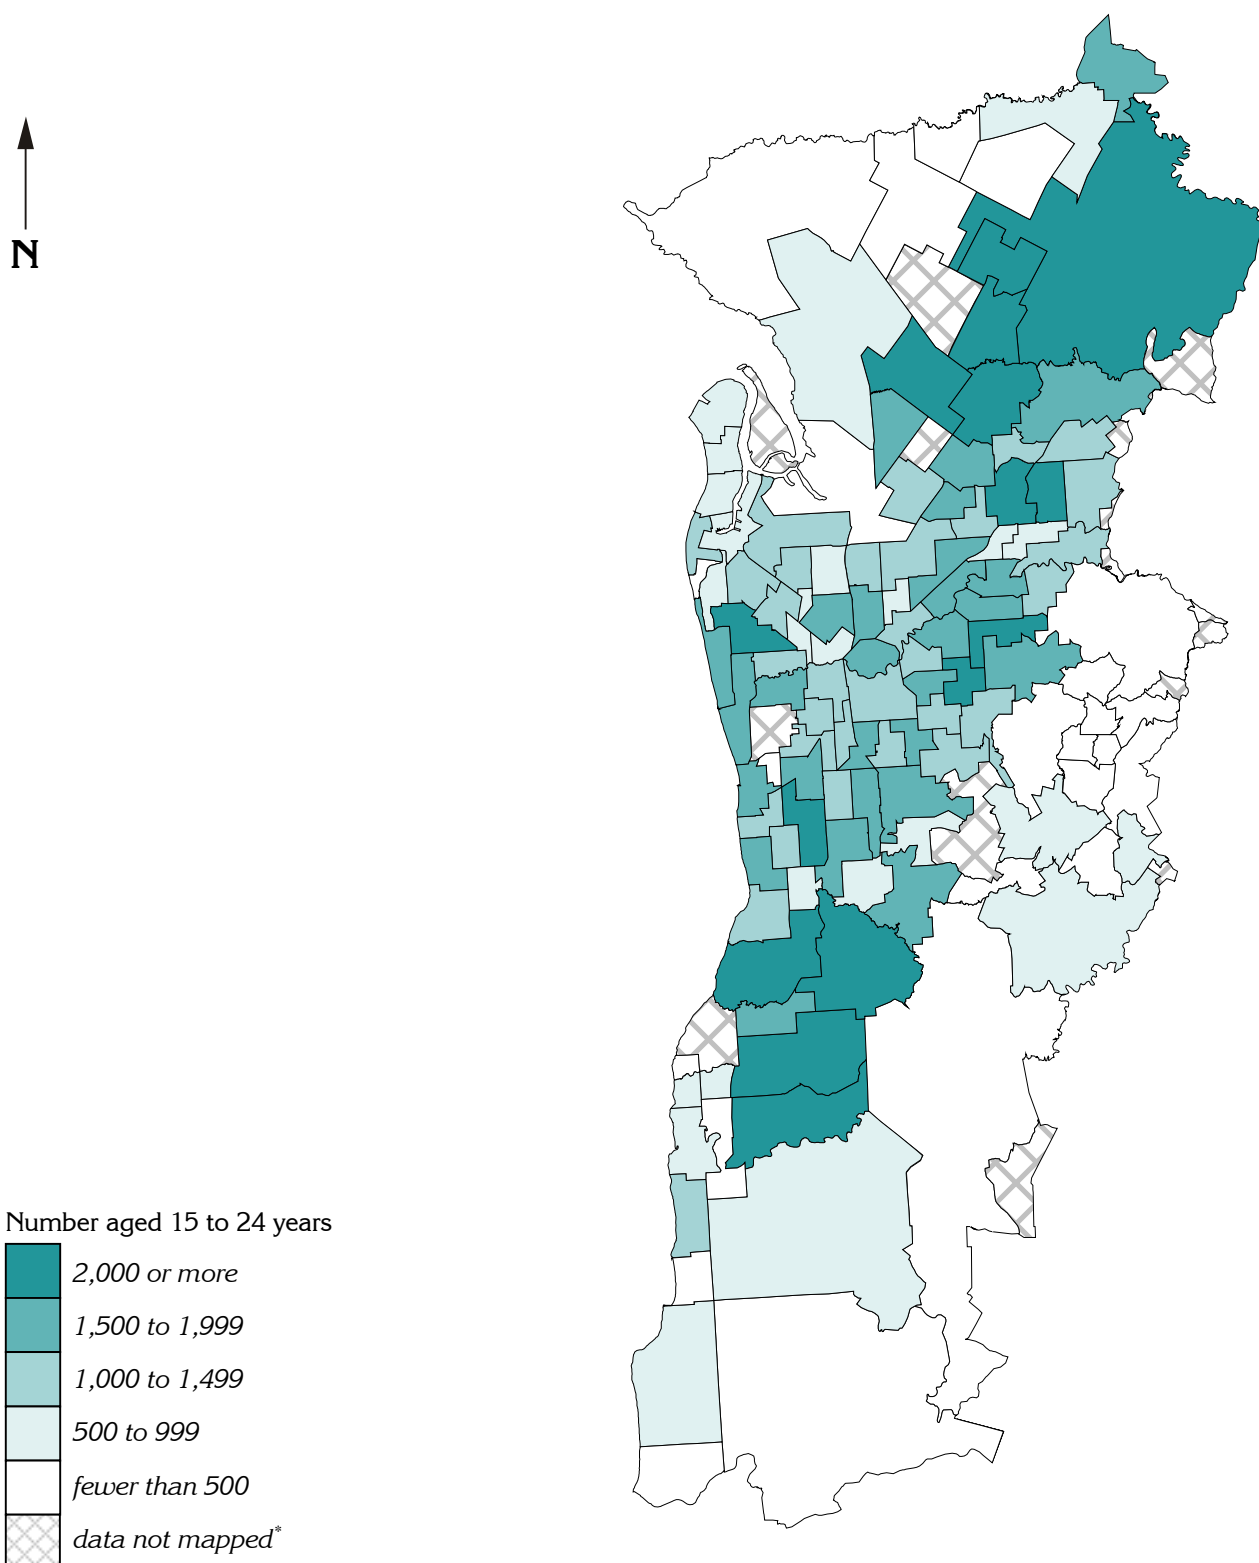 N
Number aged 15 to 24 years
2,000 or more
1,500 to 1,999
1,000 to 1,499
500 to 999
fewer than 500
data not mapped*